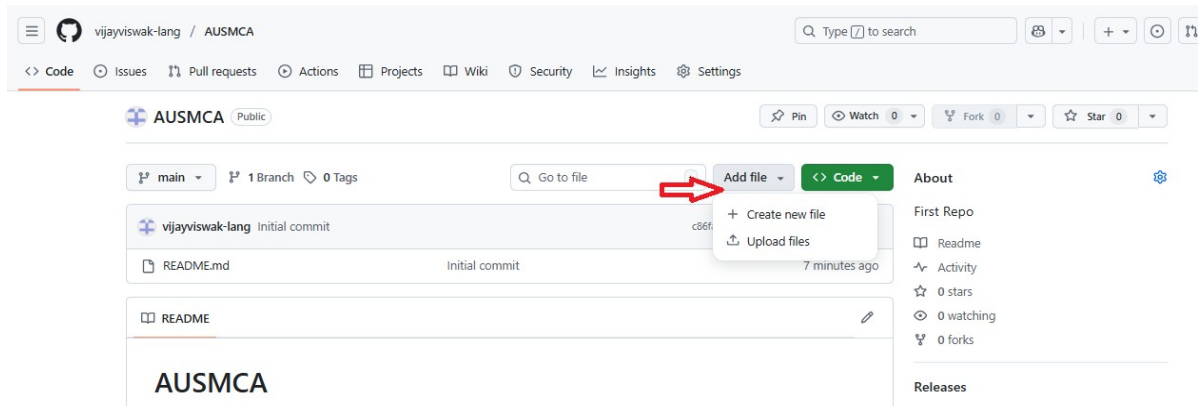 vijayviswak-lang / AUSMCA
Type / to search
Code Issues Pull requests Actions Projects Wiki Security Insights Settings
AUSMCA Public
Pin Watch 0 Fork 0 Star 0
main 1 Branch 0 Tags
Go to file
Add file
Code
Create new file
Upload files
vijayviswak-lang Initial commit
README.md Initial commit 7 minutes ago
README
AUSMCA
About
First Repo
Readme
Activity
0 stars
0 watching
0 forks
Releases